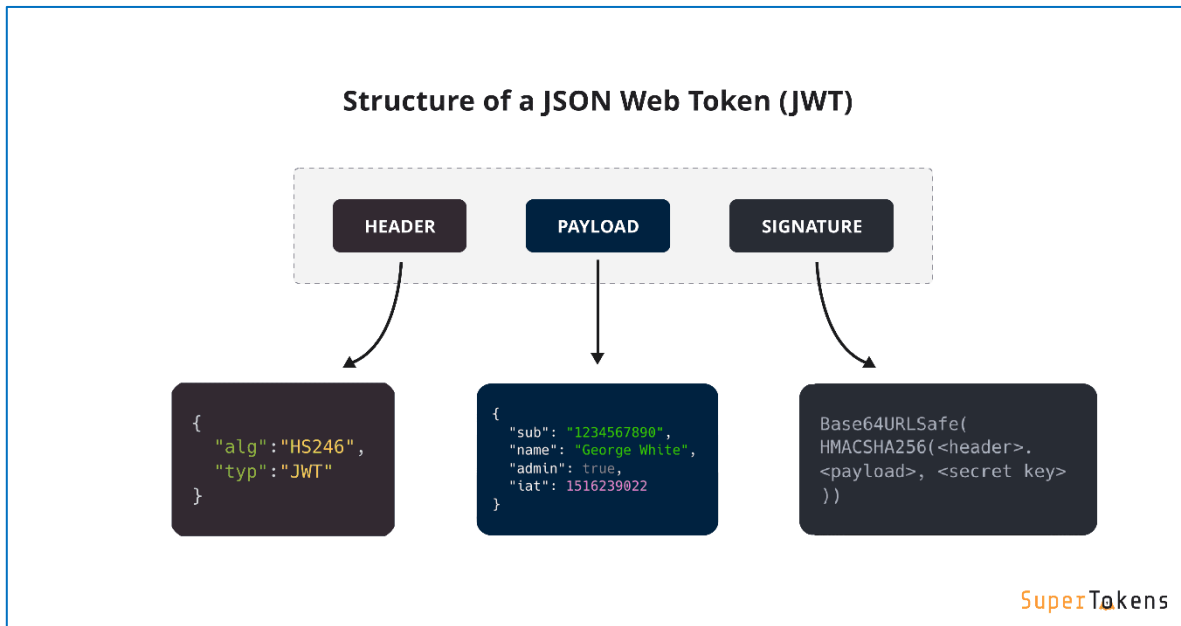 Structure of a JSON Web Token (JWT)
HEADER
PAYLOAD
SIGNATURE
{
"alg":"HS246",
"typ":"JWT"
}
{
"sub": "1234567890",
"name": "George White",
"admin": true,
"iat": 1516239022
}
Base64URLSafe(
HMACSHA256(<header>.
<payload>, <secret key>
))
SuperTokens